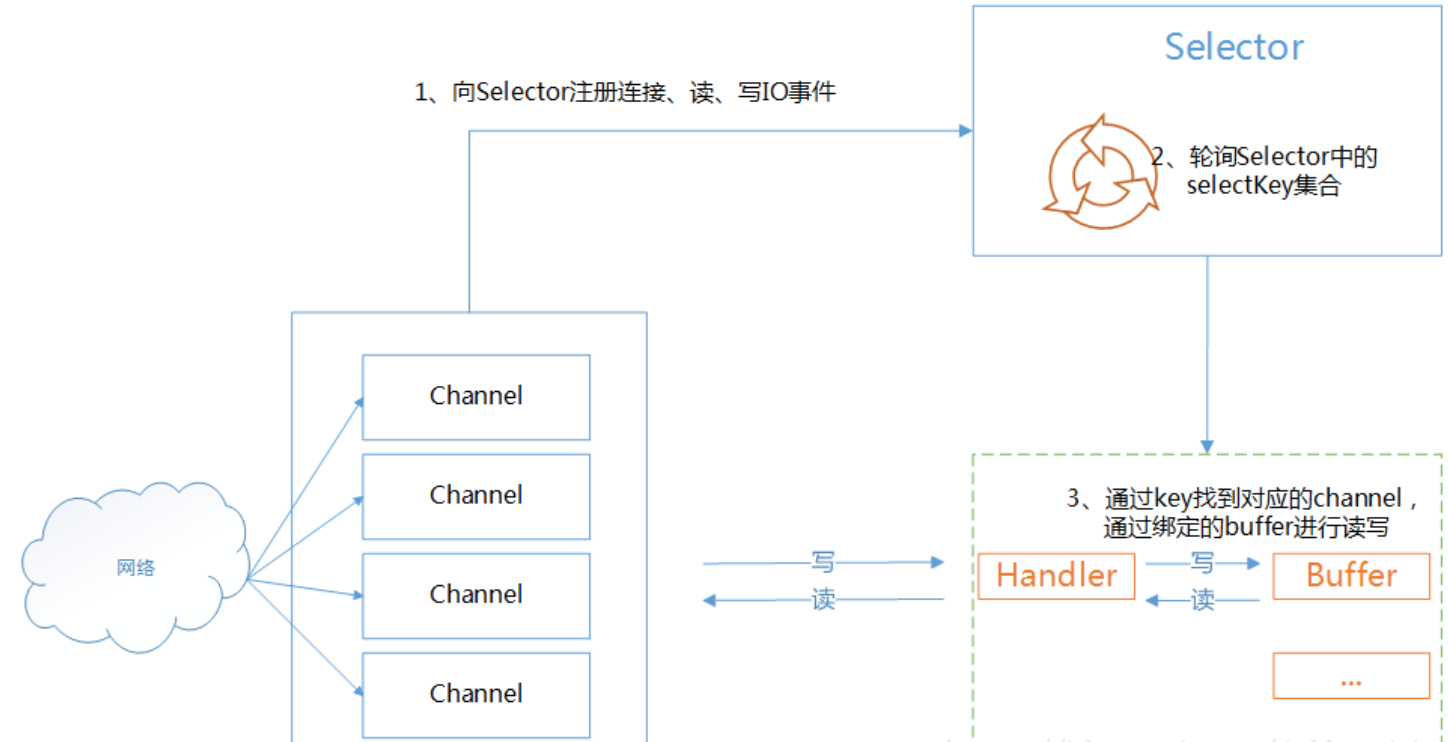 Selector
1、向Selector注册连接、读、写IO事件
2、轮询Selector中的
selectKey集合
Channel
Channel
Channel
Channel
网络
3、通过key找到对应的channel，
通过绑定的buffer进行读写
写
读
Handler
写
读
Buffer
...